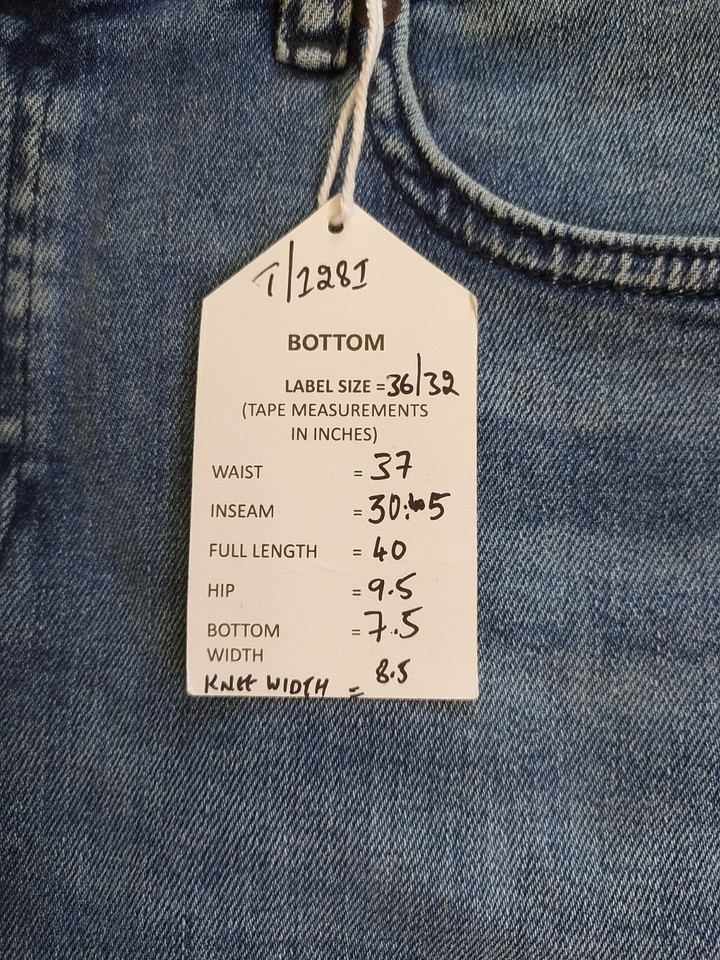 T/1281
BOTTOM
LABEL SIZE = 36/32
(TAPE MEASUREMENTS
IN INCHES)
WAIST = 37
INSEAM = 30.5
FULL LENGTH = 40
HIP = 9.5
BOTTOM = 7.5
WIDTH
KNEE WIDTH = 8.5